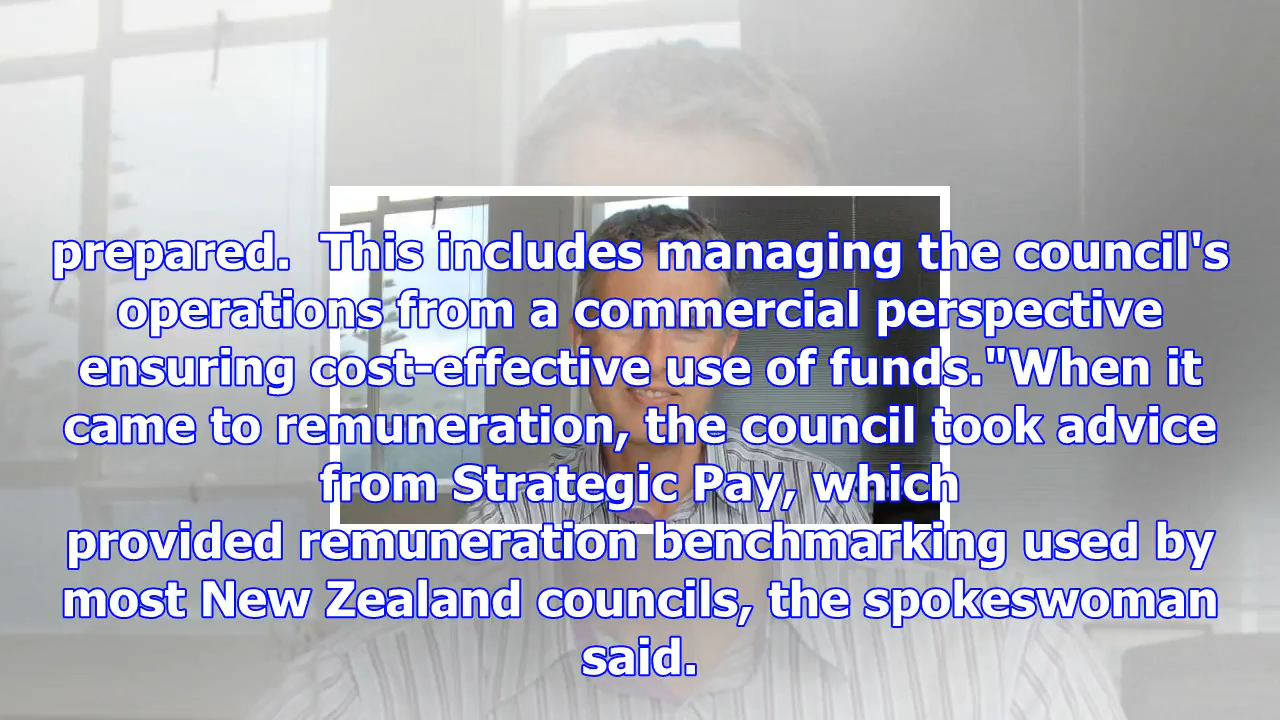 prepared.  This includes managing the council's
operations from a commercial perspective
ensuring cost-effective use of funds."When it
came to remuneration, the council took advice
from Strategic Pay, which
provided remuneration benchmarking used by
most New Zealand councils, the spokeswoman
said.